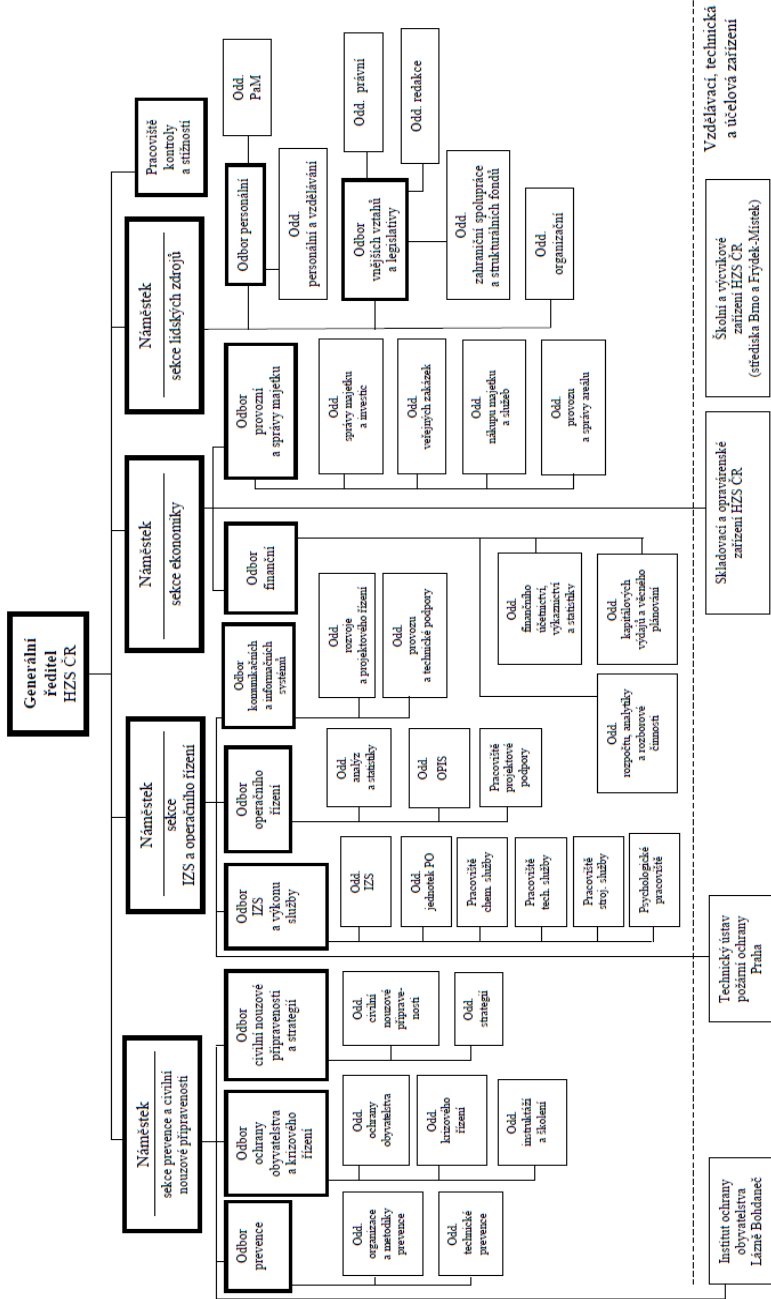 Generální
ředitel
HZS ČR
Náměstek
sekce prevence a civilní
nouzové připravenosti
Náměstek
sekce
IZS a operačního řízení
Náměstek
sekce ekonomiky
Náměstek
sekce lidských zdrojů
Pracoviště
kontroly
a stížností
Odbor
prevence
Odd.
organizace
a metodiky
prevence
Odd.
technické
prevence
Odbor
ochrany
obyvatelstva
a krizového
řízení
Odd.
ochrany
obyvatelstva
Odd.
krizového
řízení
Odd.
instruktáží
a školení
Odbor
civilní nouzové
připravenosti
a strategií
Odd.
civilní
nouzové
připrave-
nosti
Odd.
strategií
Odbor
IZS
a výkonu
služby
Odd.
IZS
Odd.
jednotek PO
Pracoviště
chem. služby
Pracoviště
tech. služby
Pracoviště
stroj. služby
Psychologické
pracoviště
Odbor
operačního
řízení
Odd.
analýz
a statistiky
Odd.
OPIS
Pracoviště
projektové
podpory
Odbor
komunikačních
a informačních
systémů
Odd.
rozvoje
a projektového řízení
Odd.
provozu
a technické podpory
Odbor
finanční
Odd.
rozpočtu, analytiky
a rozborové
činnosti
Odd.
finančního
účetnictví,
výkaznictví
a statistiky
Odd.
kapitálových
výdajů a věcného
plánování
Odbor
provozní
a správy majetku
Odd.
správy majetku
a investic
Odd.
veřejných zakázek
Odd.
nákupu majetku
a služeb
Odd.
provozu
a správy areálu
Odbor personální
Odd.
PaM
Odd.
personální a vzdělávání
Odbor
vnějších vztahů
a legislativy
Odd. právní
Odd. redakce
Odd.
zahraniční spolupráce
a strukturálních fondů
Odd.
organizační
Institut ochrany
obyvatelstva
Lázně Bohdaneč
Technický ústav
požární ochrany
Praha
Skladovací a opravárenské
zařízení HZS ČR
Školní a výcvikové
zařízení HZS ČR
(střediska Brno a Frýdek-Místek)
Vzdělávací, technická
a účelová zařízení